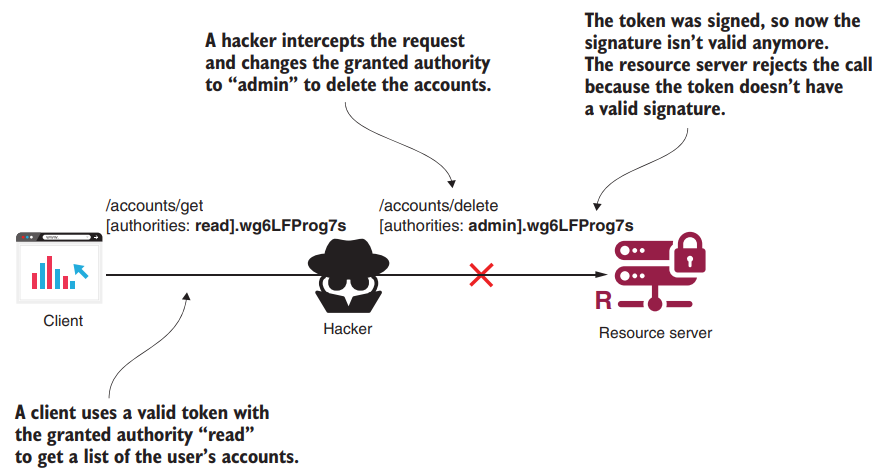 A hacker intercepts the request
and changes the granted authority
to “admin” to delete the accounts.
The token was signed, so now the
signature isn’t valid anymore.
The resource server rejects the call
because the token doesn’t have
a valid signature.
/accounts/get
[authorities: read].wg6LFProg7s
/accounts/delete
[authorities: admin].wg6LFProg7s
Client
Hacker
R
Resource server
A client uses a valid token with
the granted authority “read”
to get a list of the user’s accounts.